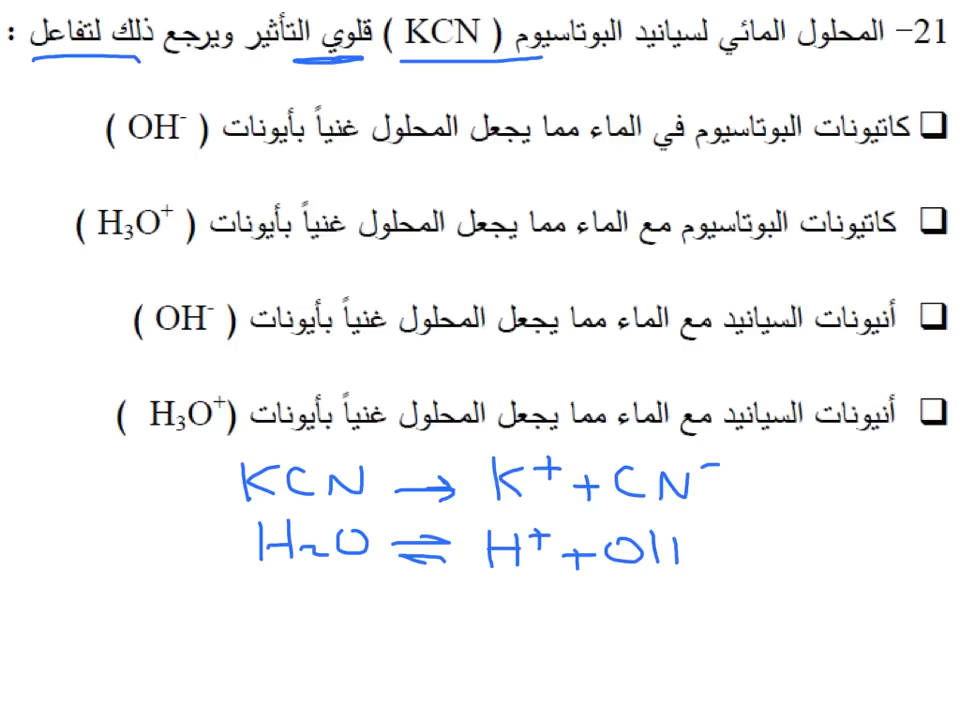 21- المحلول المائي لسيانيد البوتاسيوم ( KCN ) قلوي التأثير ويرجع ذلك لتفاعل :
❑ كاتيونات البوتاسيوم في الماء مما يجعل المحلول غنياً بأيونات ( OH⁻ )
❑ كاتيونات البوتاسيوم مع الماء مما يجعل المحلول غنياً بأيونات ( H₃O⁺ )
❑ أنيونات السيانيد مع الماء مما يجعل المحلول غنياً بأيونات ( OH⁻ )
❑ أنيونات السيانيد مع الماء مما يجعل المحلول غنياً بأيونات ( H₃O⁺ )
KCN → K⁺ + CN⁻
H₂O ⇌ H⁺ + OH